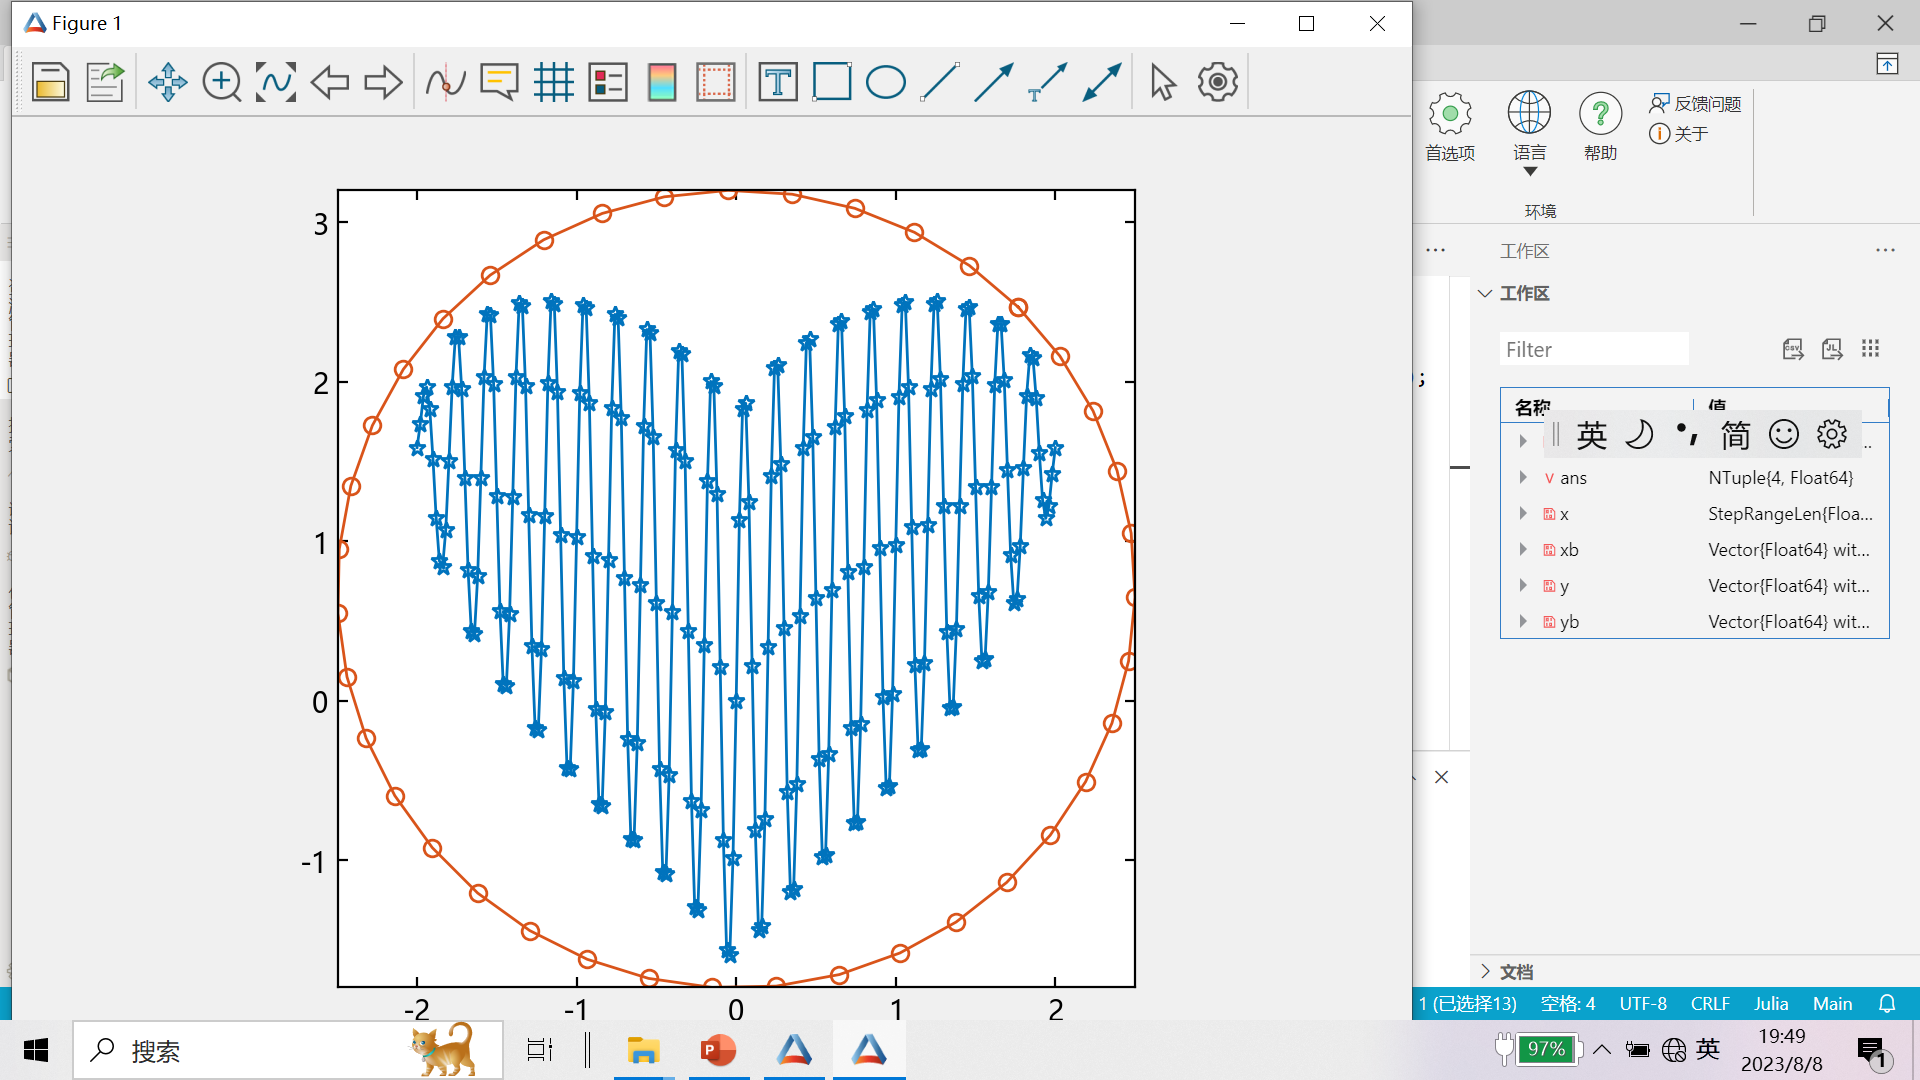 Figure 1
首选项
语言
帮助
反馈问题
关于
环境
工作区
工作区
Filter
名称 值
英 简
ans NTuple{4, Float64}
x StepRangeLen{Floa...
xb Vector{Float64} wit...
y Vector{Float64} wit...
yb Vector{Float64} wit...
文档
3
2
1
0
-1
-2 -1 0 1 2
1 (已选择13) 空格: 4 UTF-8 CRLF Julia Main
搜索
97%
英
19:49
2023/8/8
1